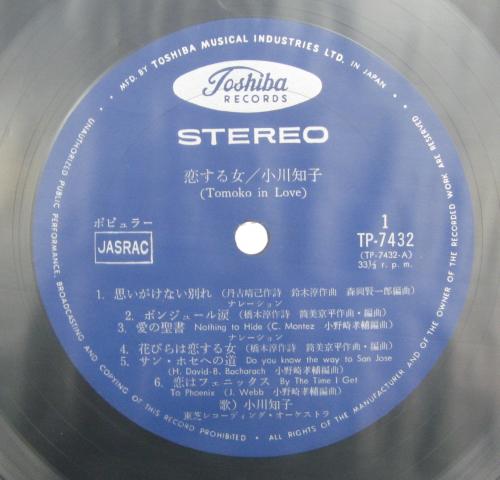 MFD. BY TOSHIBA MUSICAL INDUSTRIES LTD. IN JAPAN
Toshiba
RECORDS
STEREO
恋する女／小川知子
(Tomoko in Love)
ポピュラー
JASRAC
1
TP-7432
(TP-7432-A)
33⅓ r. p. m.
1. 思いがけない別れ (丹古晴己作詩 鈴木淳作曲 森岡賢一郎編曲)
ナレーション
2. ボンジュール涙 (橋本淳作詩 筒美京平作曲・編曲)
3. 愛の聖書 Nothing to Hide (C. Montez 小野崎孝輔編曲)
ナレーション
4. 花びらは恋する女 (橋本淳作詩 筒美京平作曲・編曲)
5. サン・ホセへの道 Do you know the way to San Jose
(H. David-B. Bacharach 小野崎孝輔編曲)
6. 恋はフェニックス By The Time I Get
To Phoenix (J. Webb 小野崎孝輔編曲)
歌) 小川知子
東芝レコーディング・オーケストラ
UNAUTHORIZED PUBLIC PERFORMANCE, BROADCASTING AND COPYING OF THIS RECORD PROHIBITED • ALL RIGHTS OF THE MANUFACTURER AND OF THE OWNER OF THE RECORDED WORK ARE RESERVED